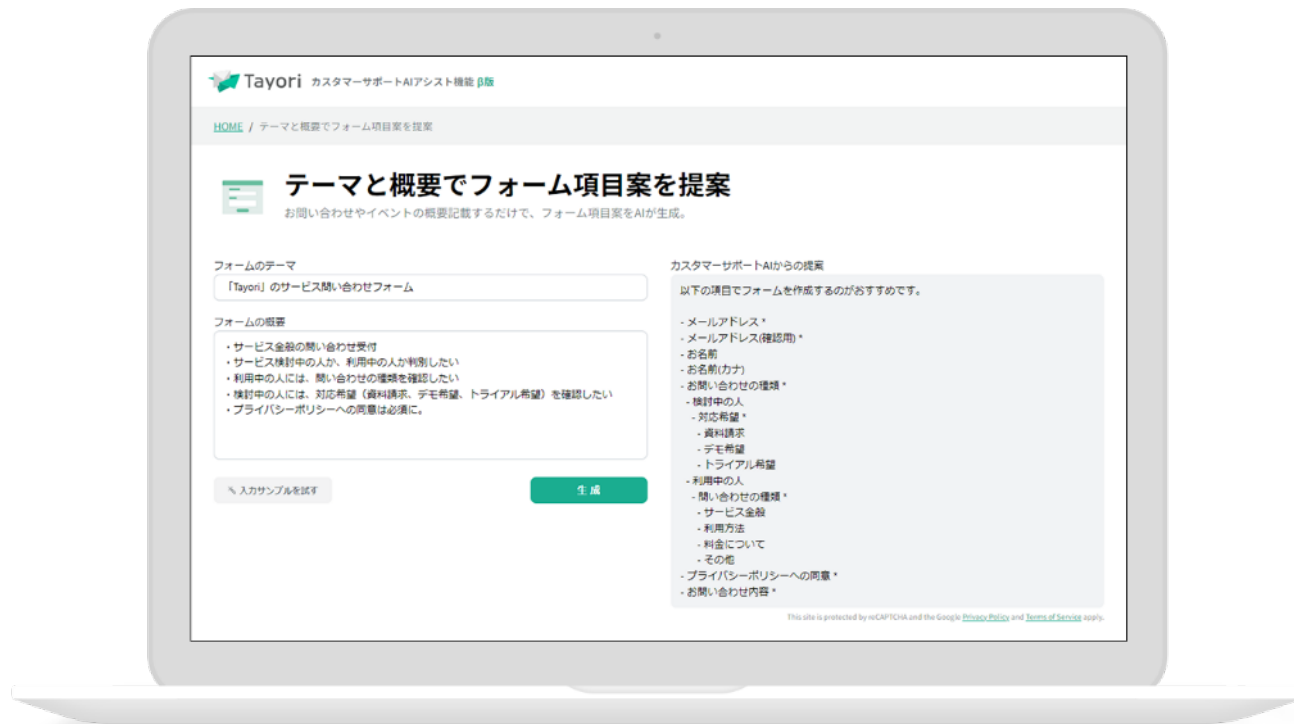 Tayori カスタマーサポートAIアシスト機能 β版
HOME / テーマと概要でフォーム項目案を提案
テーマと概要でフォーム項目案を提案
お問い合わせやイベントの概要記載するだけで、フォーム項目案をAIが生成。
フォームのテーマ
「Tayori」のサービス問い合わせフォーム
フォームの概要
・サービス全般の問い合わせ受付
・サービス検討中の人か、利用中の人か判別したい
・利用中の人には、問い合わせの種類を確認したい
・検討中の人には、対応希望（資料請求、デモ希望、トライアル希望）を確認したい
・プライバシーポリシーへの同意は必須に。
入力サンプルを試す
生成
カスタマーサポートAIからの提案
以下の項目でフォームを作成するのがおすすめです。
- メールアドレス *
- メールアドレス(確認用) *
- お名前
- お名前(カナ)
- お問い合わせの種類 *
- 検討中の人
- 対応希望 *
- 資料請求
- デモ希望
- トライアル希望
- 利用中の人
- 問い合わせの種類 *
- サービス全般
- 利用方法
- 料金について
- その他
- プライバシーポリシーへの同意 *
- お問い合わせ内容 *
This site is protected by reCAPTCHA and the Google Privacy Policy and Terms of Service apply.